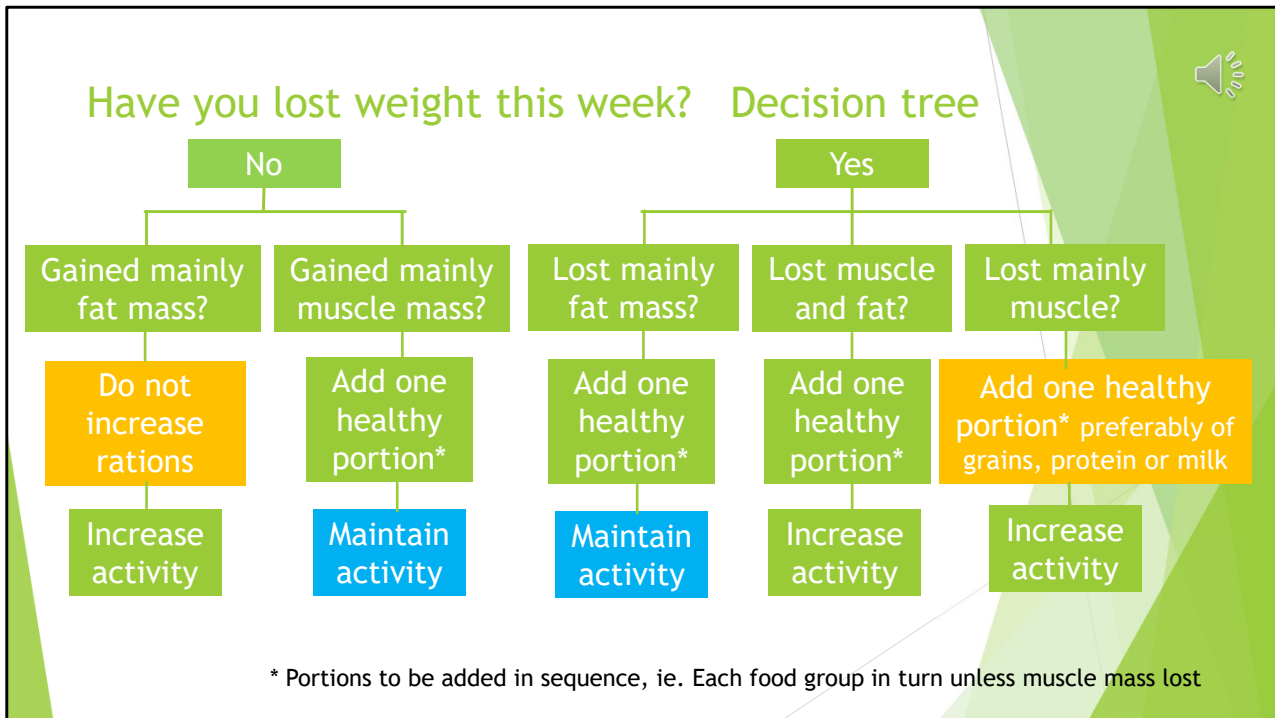 Have you lost weight this week? Decision tree
No
Yes
Gained mainly
fat mass?
Gained mainly
muscle mass?
Lost mainly
fat mass?
Lost muscle
and fat?
Lost mainly
muscle?
Do not
increase
rations
Add one
healthy
portion*
Add one
healthy
portion*
Add one
healthy
portion*
Add one healthy
portion* preferably of
grains, protein or milk
Increase
activity
Maintain
activity
Maintain
activity
Increase
activity
Increase
activity
* Portions to be added in sequence, ie. Each food group in turn unless muscle mass lost